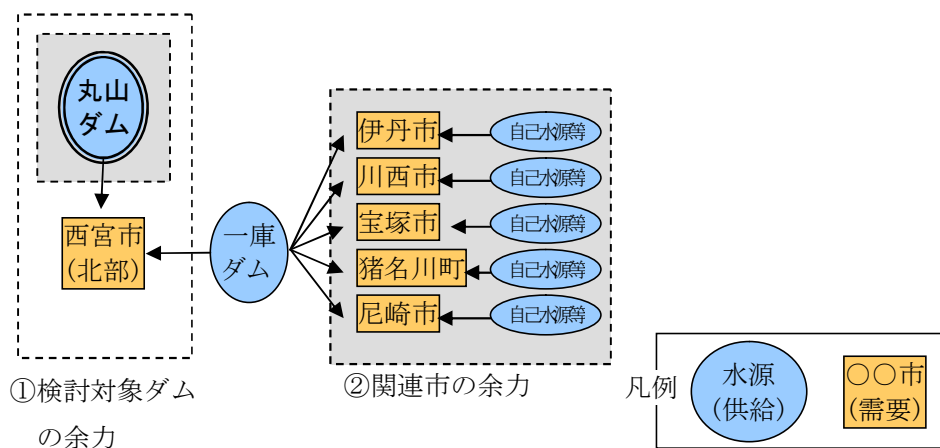 丸山
ダム
西宮市
(北部)
一庫
ダム
伊丹市
自己水源等
川西市
自己水源等
宝塚市
自己水源等
猪名川町
自己水源等
尼崎市
自己水源等
①検討対象ダム
の余力
②関連市の余力
凡例
水源
(供給)
〇〇市
(需要)